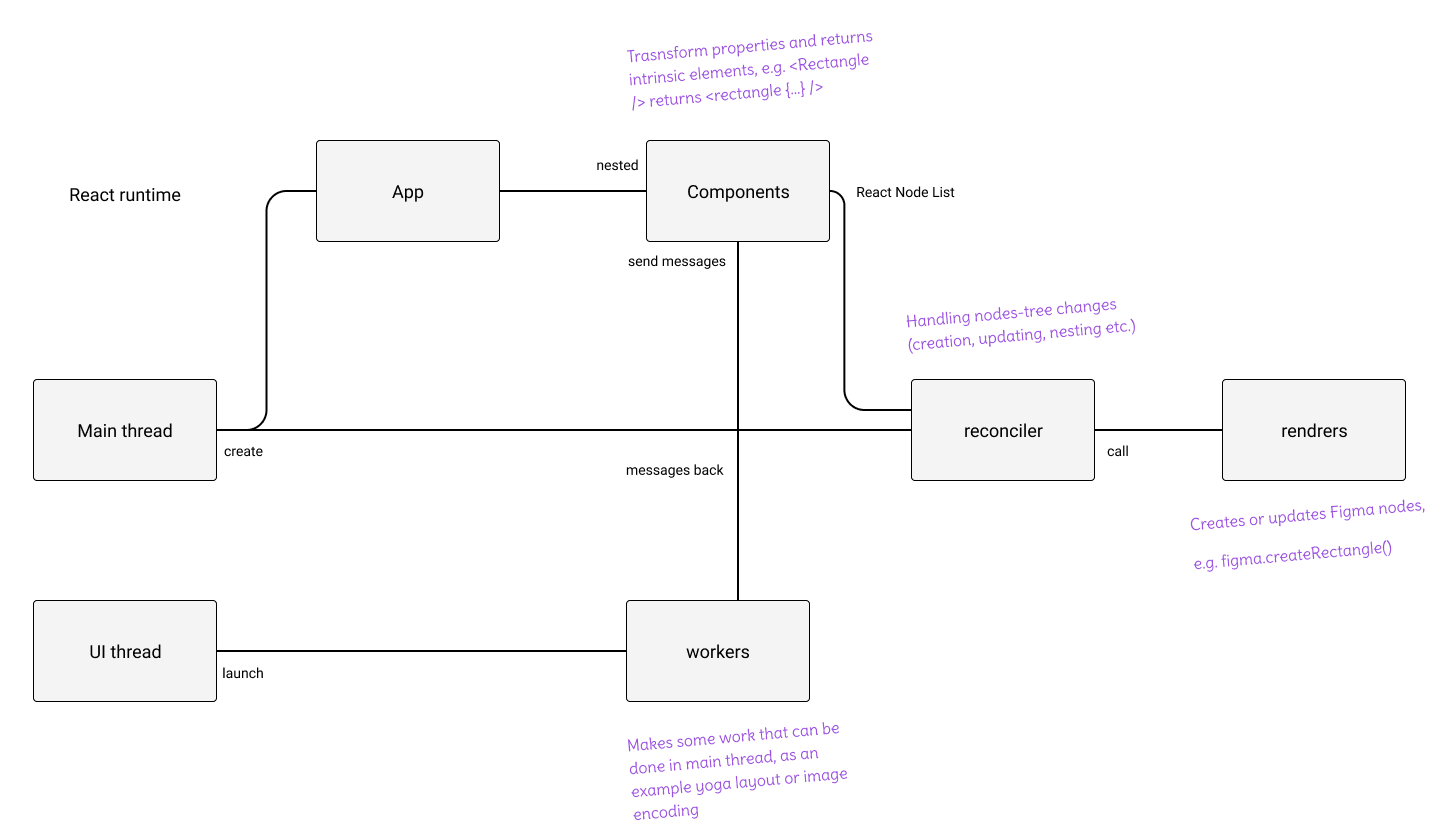 Trasnsform properties and returns
intrinsic elements, e.g. <Rectangle
/> returns <rectangle {...} />
React runtime
App
nested
Components
React Node List
send messages
Handling nodes-tree changes
(creation, updating, nesting etc.)
Main thread
create
reconciler
call
rendrers
messages back
Creates or updates Figma nodes,
e.g. figma.createRectangle()
UI thread
launch
workers
Makes some work that can be
done in main thread, as an
example yoga layout or image
encoding